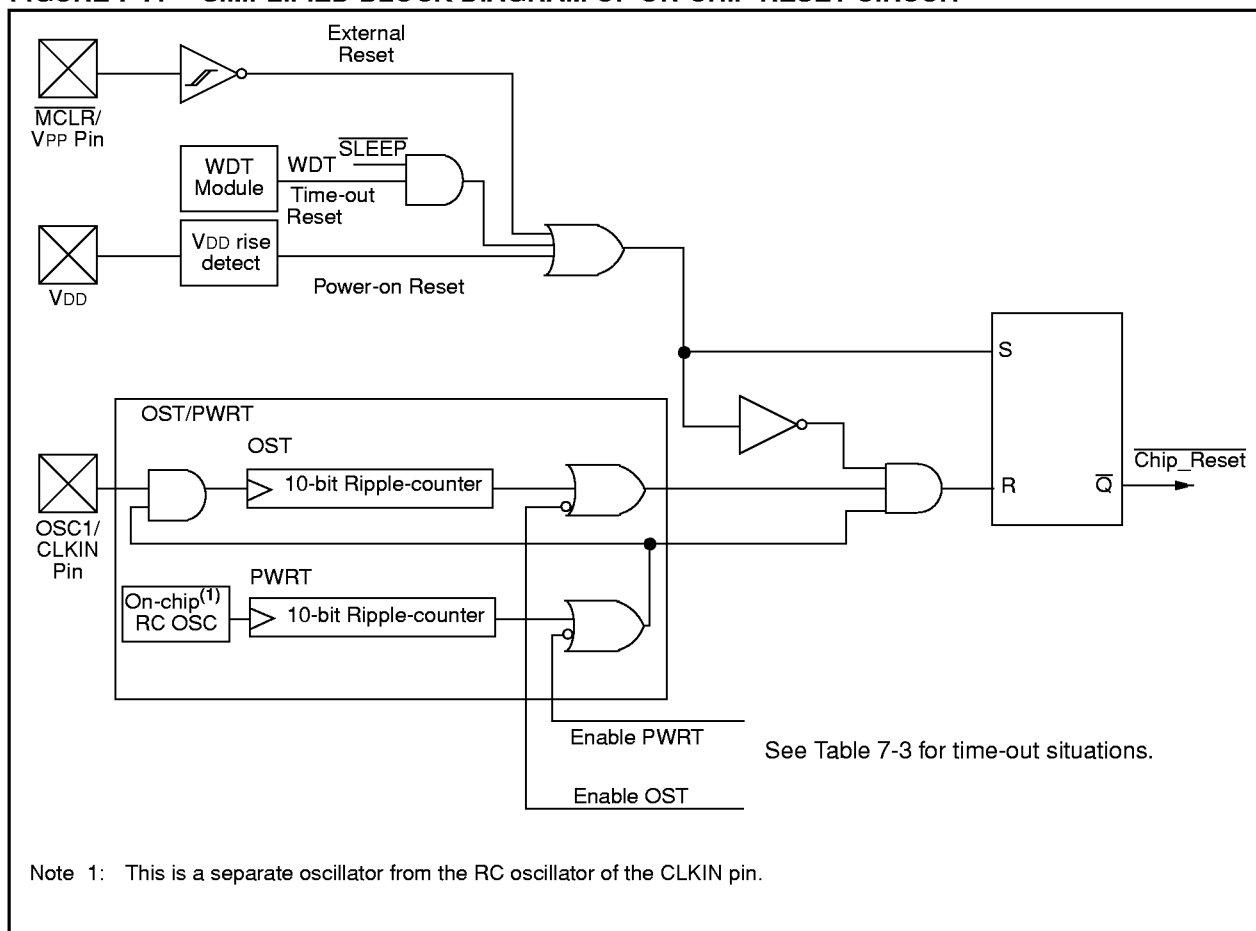 External
Reset
MCLR/
VPP Pin
SLEEP
WDT
Module
WDT
Time-out
Reset
VDD rise
detect
VDD
Power-on Reset
S
OST/PWRT
OST
10-bit Ripple-counter
Chip_Reset
R
Q
OSC1/
CLKIN
Pin
PWRT
On-chip(1)
RC OSC
10-bit Ripple-counter
Enable PWRT
See Table 7-3 for time-out situations.
Enable OST
Note 1: This is a separate oscillator from the RC oscillator of the CLKIN pin.